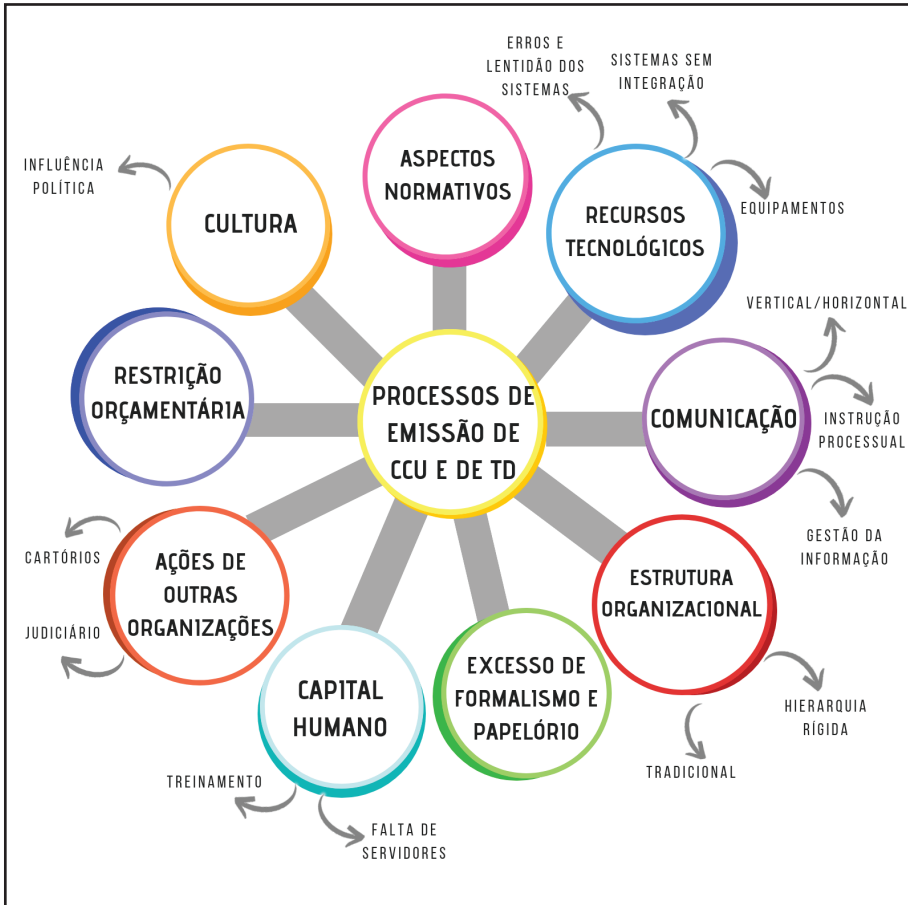 ERROS E
LENTIDÃO DOS
SISTEMAS
SISTEMAS SEM
INTEGRAÇÃO
INFLUÊNCIA
POLÍTICA
CULTURA
ASPECTOS
NORMATIVOS
RECURSOS
TECNOLÓGICOS
EQUIPAMENTOS
VERTICAL/HORIZONTAL
RESTRIÇÃO
ORÇAMENTÁRIA
PROCESSOS DE
EMISSÃO DE
CCU E DE TD
COMUNICAÇÃO
INSTRUÇÃO
PROCESSUAL
GESTÃO DA
INFORMAÇÃO
CARTÓRIOS
JUDICIÁRIO
AÇÕES DE
OUTRAS
ORGANIZAÇÕES
ESTRUTURA
ORGANIZACIONAL
CAPITAL
HUMANO
EXCESSO DE
FORMALISMO E
PAPELÓRIO
HIERARQUIA
RÍGIDA
TRADICIONAL
TREINAMENTO
FALTA DE
SERVIDORES